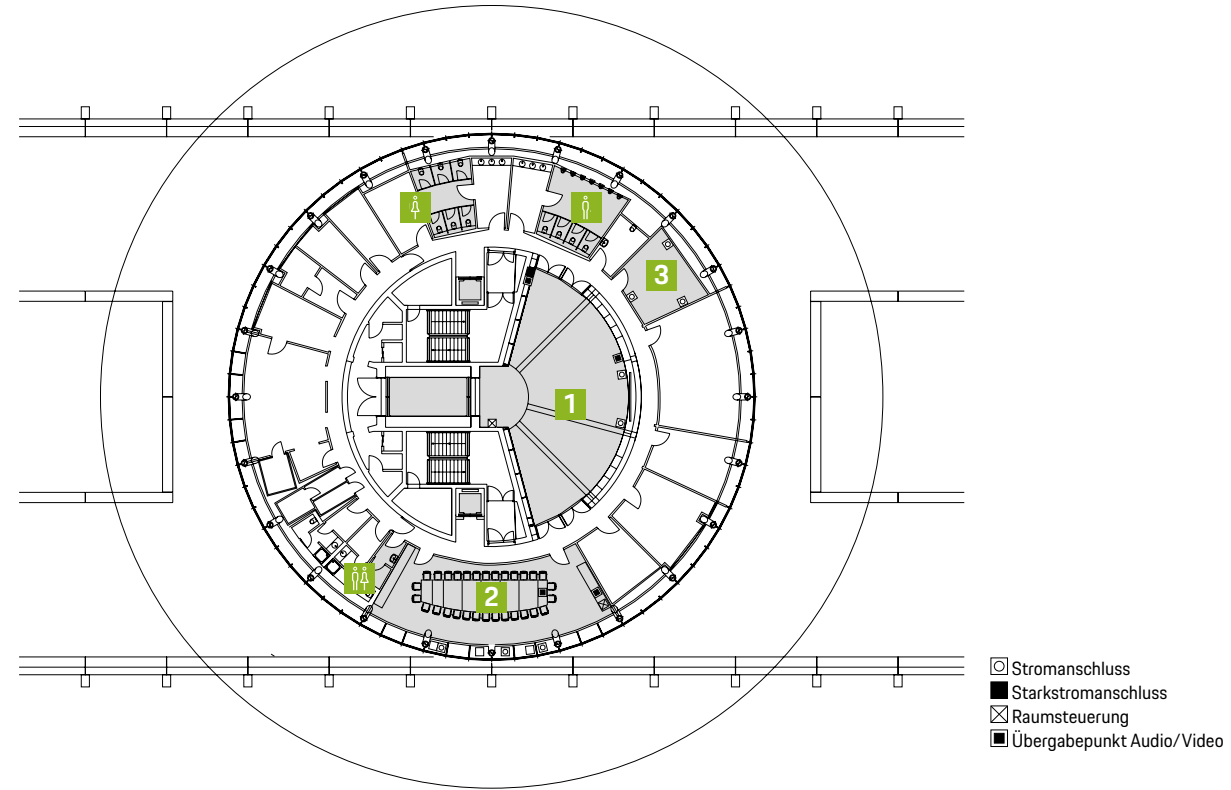 3
1
2
Stromanschluss
Starkstromanschluss
Raumsteuerung
Übergabepunkt Audio/Video